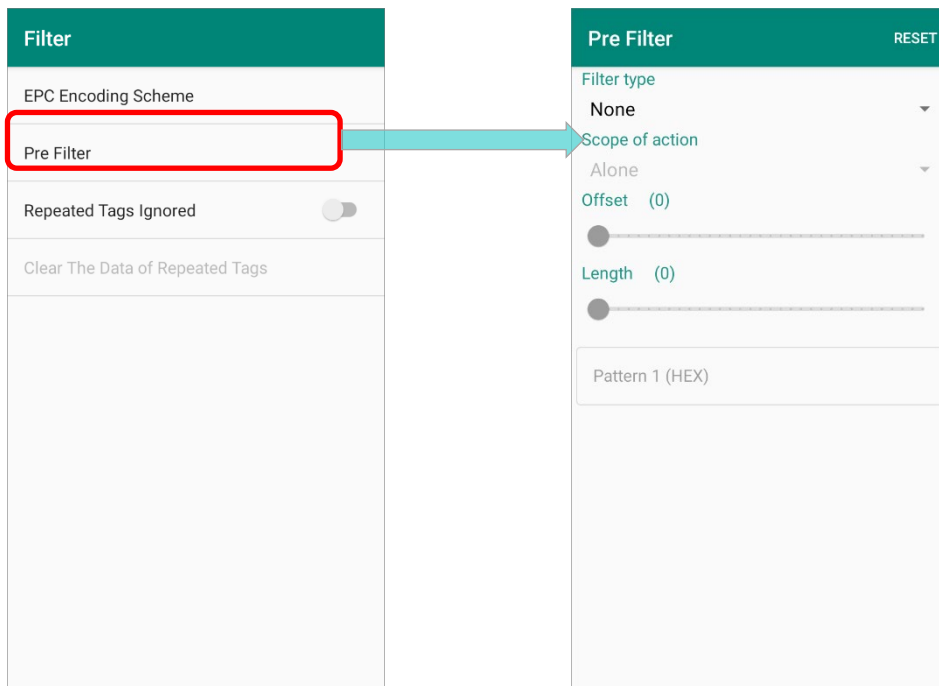 Filter
EPC Encoding Scheme
Pre Filter
Repeated Tags Ignored
Clear The Data of Repeated Tags
Pre Filter RESET
Filter type
None
Scope of action
Alone
Offset (0)
Length (0)
Pattern 1 (HEX)